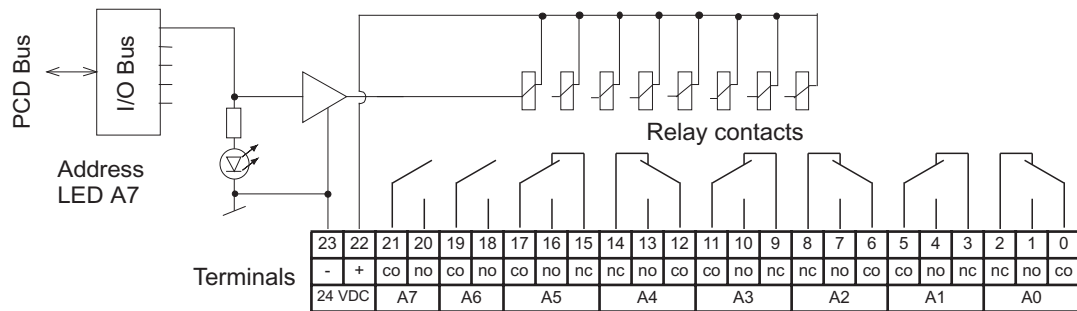 PCD Bus
I/O Bus
Address
LED A7
Relay contacts
Terminals
23 22 21 20 19 18 17 16 15 14 13 12 11 10 9 8 7 6 5 4 3 2 1 0
- + co no co no co no nc nc no co co no nc nc no co co no nc nc no co
24 VDC A7 A6 A5 A4 A3 A2 A1 A0